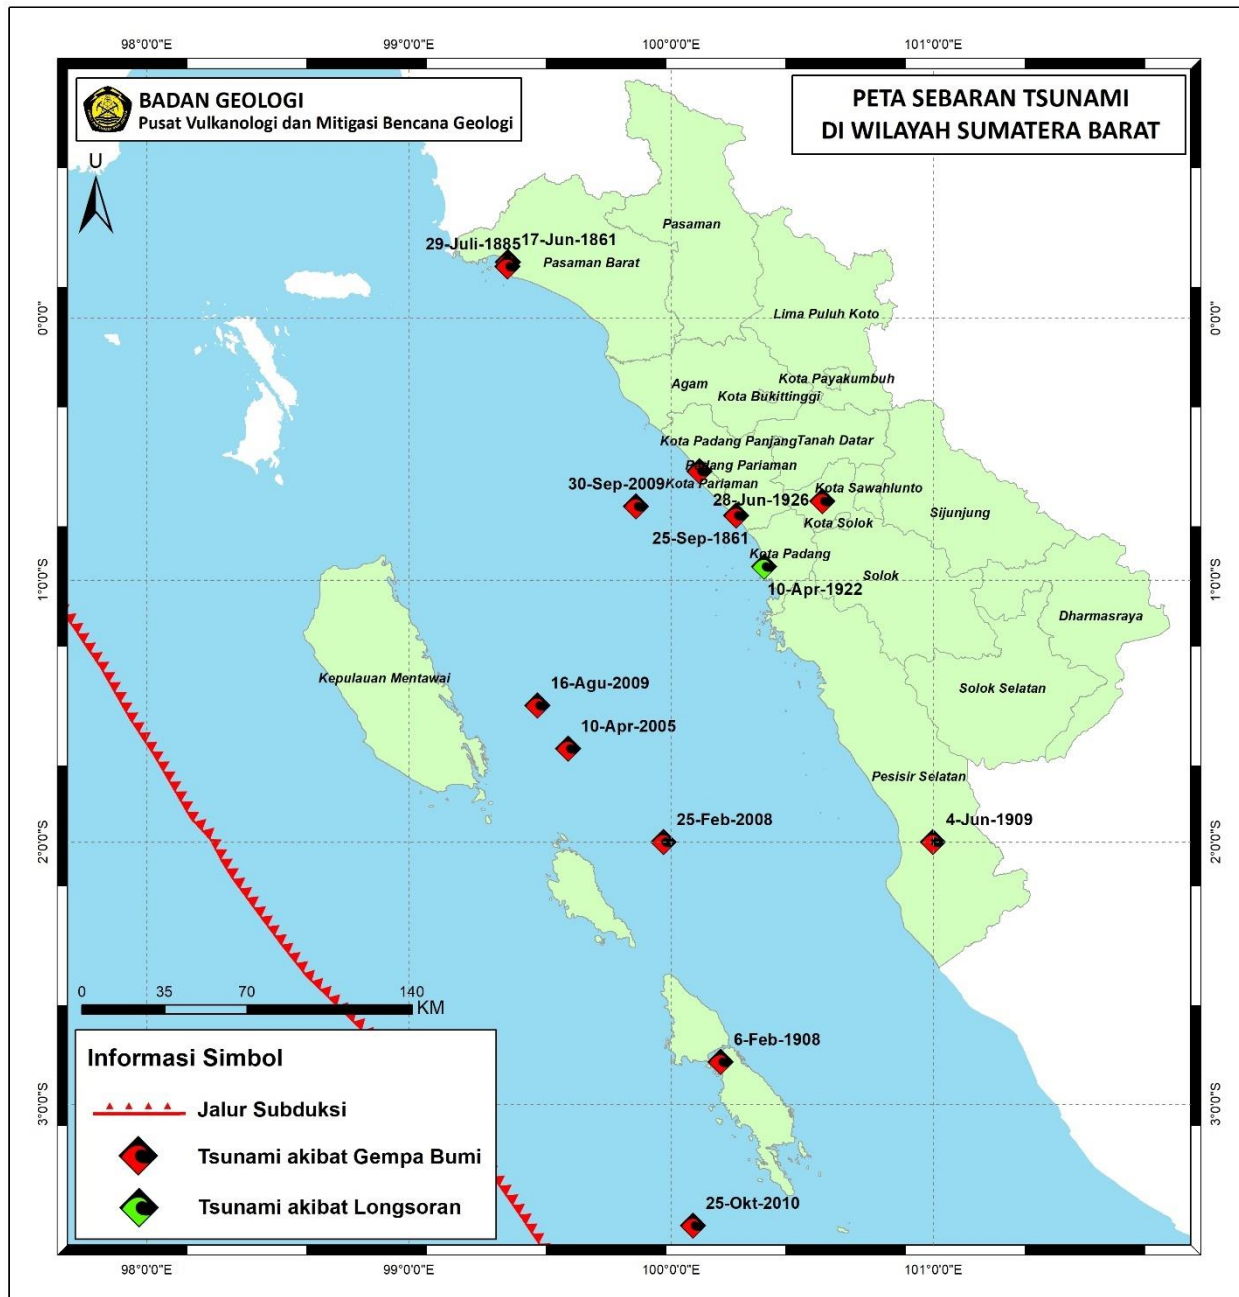 98°0'0"E 99°0'0"E 100°0'0"E 101°0'0"E
BADAN GEOLOGI
Pusat Vulkanologi dan Mitigasi Bencana Geologi
PETA SEBARAN TSUNAMI
DI WILAYAH SUMATERA BARAT
U
Pasaman
29-Juli-1885 17-Jun-1861
Pasaman Barat
0°0'0" 0°0'0"
Lima Puluh Koto
Kota Payakumbuh
Agam
Kota Bukittinggi
Kota Padang Panjang Tanah Datar
Padang Pariaman
30-Sep-2009 Kota Pariaman Kota Sawahlunto
28-Jun-1926
Sijunjung
Kota Solok
25-Sep-1861
Kota Padang
Solok
1°0'0"S 1°0'0"S
10-Apr-1922
Dharmasraya
Kepulauan Mentawai
16-Agu-2009
Solok Selatan
10-Apr-2005
Pesisir Selatan
25-Feb-2008
4-Jun-1909
2°0'0"S 2°0'0"S
0 35 70 140
KM
6-Feb-1908
Informasi Simbol
Jalur Subduksi
3°0'0"S 3°0'0"S
Tsunami akibat Gempa Bumi
Tsunami akibat Longsoran
25-Okt-2010
98°0'0"E 99°0'0"E 100°0'0"E 101°0'0"E